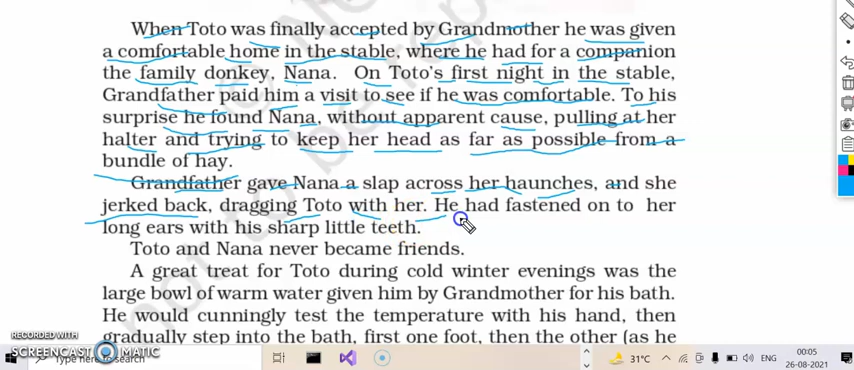 When Toto was finally accepted by Grandmother he was given
a comfortable home in the stable, where he had for a companion
the family donkey, Nana. On Toto's first night in the stable,
Grandfather paid him a visit to see if he was comfortable. To his
surprise he found Nana, without apparent cause, pulling at her
halter and trying to keep her head as far as possible from a
bundle of hay.
Grandfather gave Nana a slap across her haunches, and she
jerked back, dragging Toto with her. He had fastened on to her
long ears with his sharp little teeth.
Toto and Nana never became friends.
A great treat for Toto during cold winter evenings was the
large bowl of warm water given him by Grandmother for his bath.
He would cunningly test the temperature with his hand, then
gradually step into the bath, first one foot, then the other (as he
RECORDED WITH
SCREENCAST MATIC
Type here to search
31°C
ENG
00:05
26-08-2021